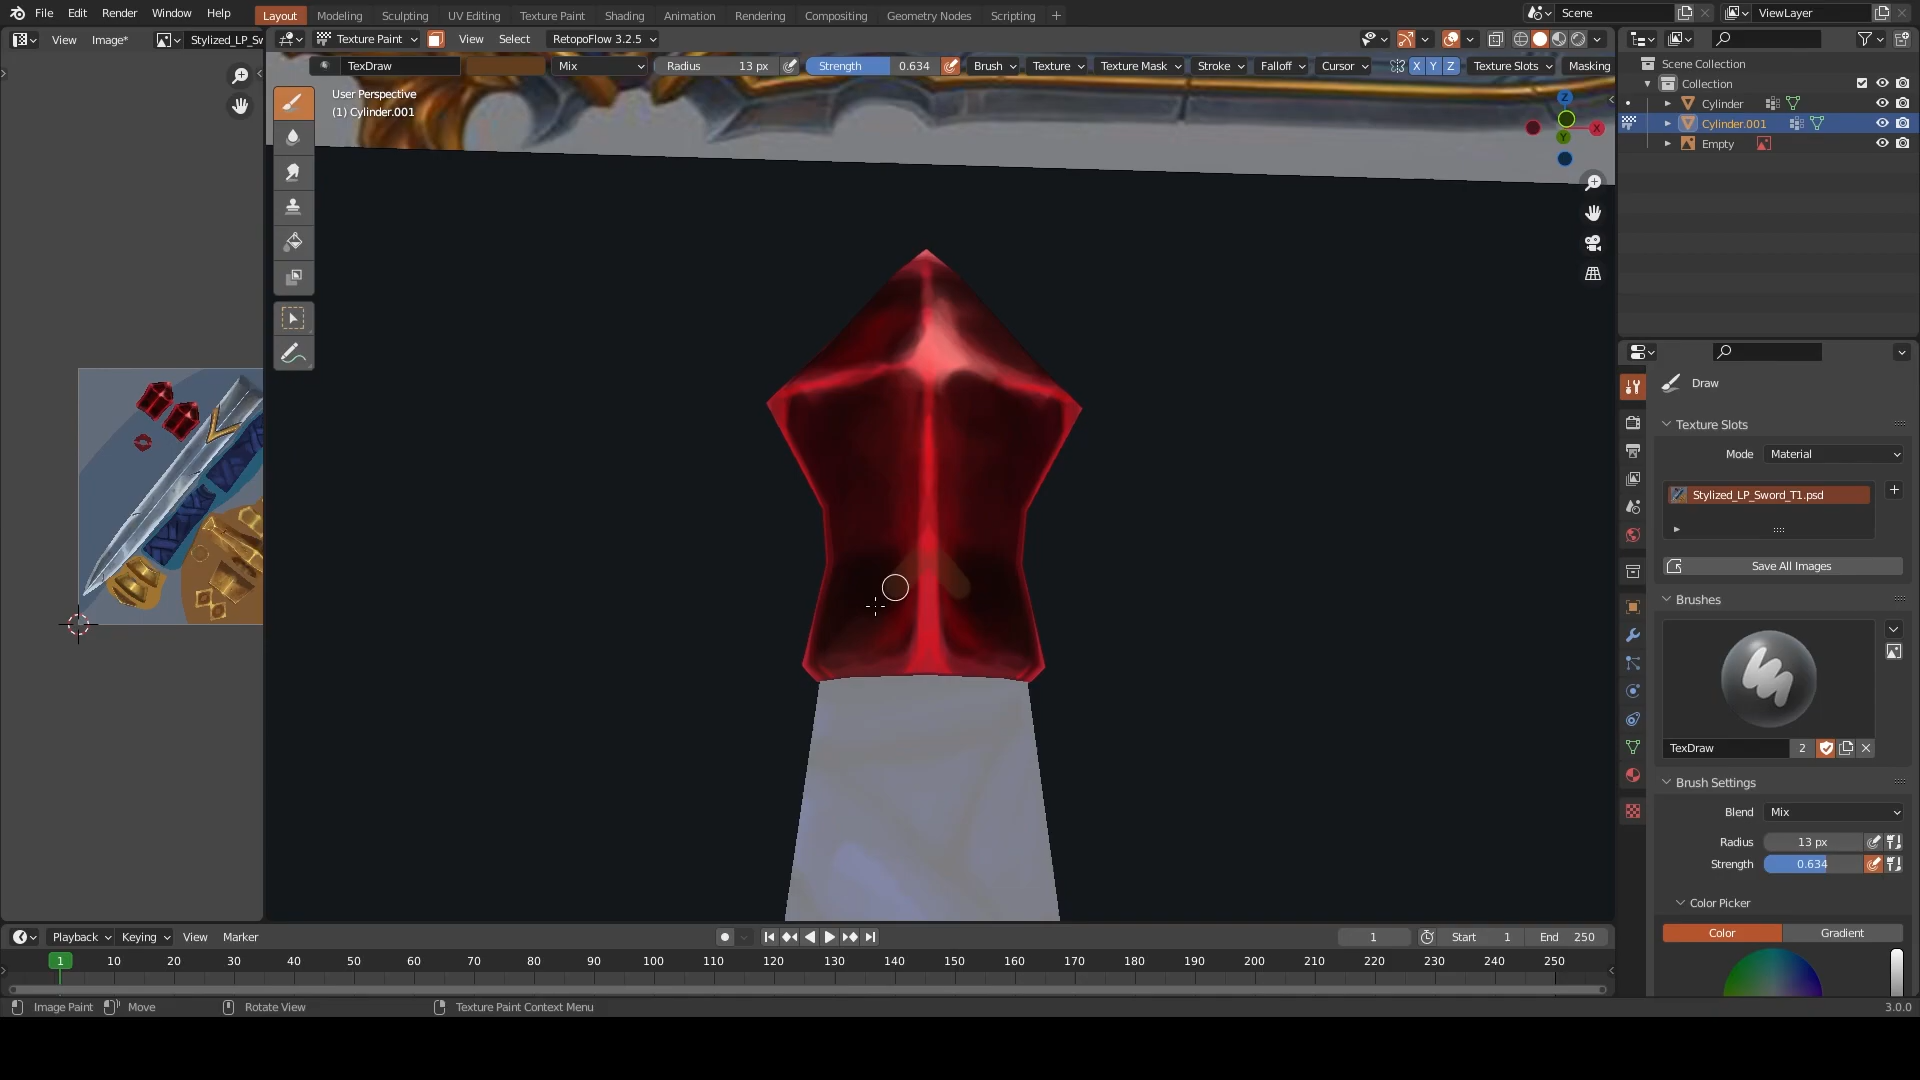 File Edit Render Window Help Layout Modeling Sculpting UV Editing Texture Paint Shading Animation Rendering Compositing Geometry Nodes Scripting + Scene ViewLayer
View Image* Stylized_LP_Sw Texture Paint View Select RetopoFlow 3.2.5
TexDraw Mix Radius 13 px Strength 0.634 Brush Texture Texture Mask Stroke Falloff Cursor X Y Z Texture Slots Masking
User Perspective
(1) Cylinder.001
Z
X
Y
Scene Collection
Collection
Cylinder
Cylinder.001
Empty
Draw
Texture Slots
Mode Material
Stylized_LP_Sword_T1.psd
Save All Images
Brushes
TexDraw 2
Brush Settings
Blend Mix
Radius 13 px
Strength 0.634
Color Picker
Color Gradient
Playback Keying View Marker 1 Start 1 End 250
1 10 20 30 40 50 60 70 80 90 100 110 120 130 140 150 160 170 180 190 200 210 220 230 240 250
Image Paint Move Rotate View Texture Paint Context Menu 3.0.0